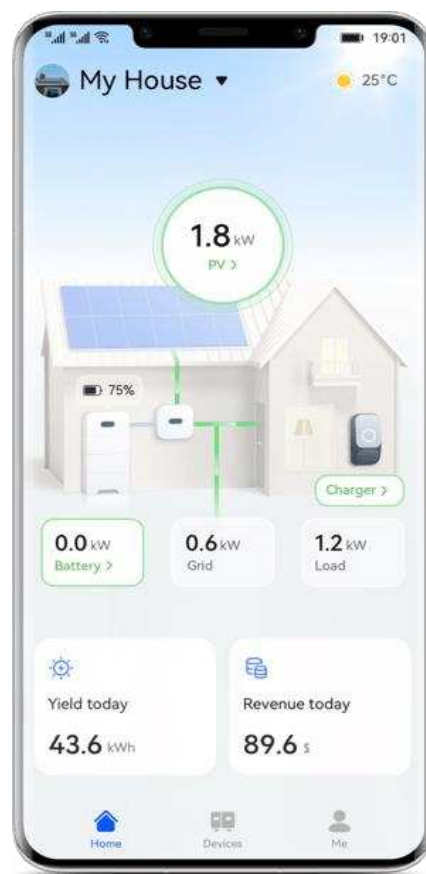 19:01
My House
25°C
1.8 kW
PV >
75%
Charger >
0.0 kW
Battery >
0.6 kW
Grid
1.2 kW
Load
Yield today
43.6 kWh
Revenue today
89.6 $
Home
Devices
Me